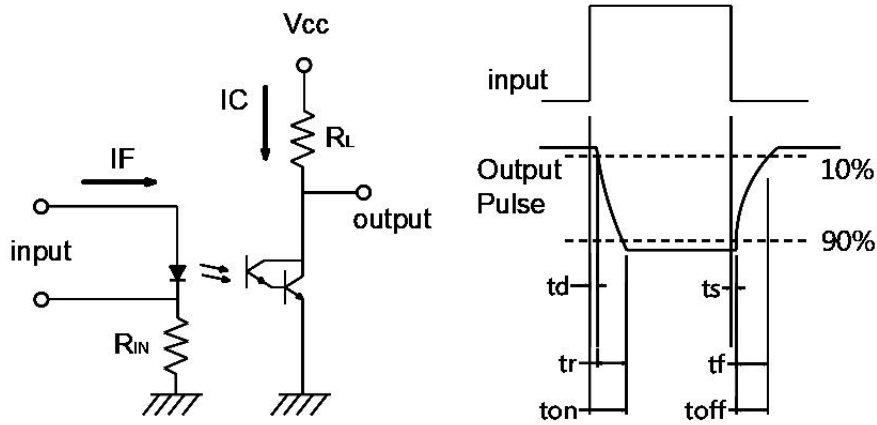 Vcc
IC
RL
IF
output
input
RIN
input
Output
Pulse
10%
90%
td
ts
tr
tf
ton
toff